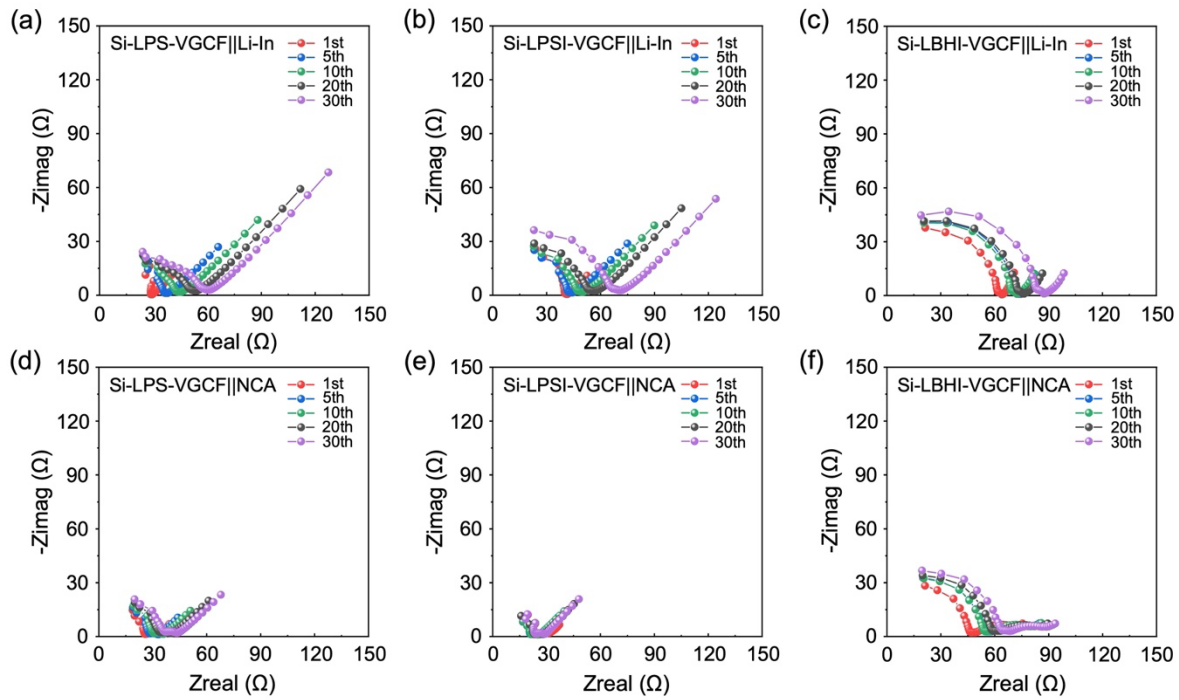 (a)
Si-LPS-VGCF||Li-In
1st
5th
10th
20th
30th
150
120
90
60
30
0
-Zimag (Ω)
0 30 60 90 120 150
Zreal (Ω)
(b)
Si-LPSI-VGCF||Li-In
1st
5th
10th
20th
30th
150
120
90
60
30
0
-Zimag (Ω)
0 30 60 90 120 150
Zreal (Ω)
(c)
Si-LBHI-VGCF||Li-In
1st
5th
10th
20th
30th
150
120
90
60
30
0
-Zimag (Ω)
0 30 60 90 120 150
Zreal (Ω)
(d)
Si-LPS-VGCF||NCA
1st
5th
10th
20th
30th
150
120
90
60
30
0
-Zimag (Ω)
0 30 60 90 120 150
Zreal (Ω)
(e)
Si-LPSI-VGCF||NCA
1st
5th
10th
20th
30th
150
120
90
60
30
0
-Zimag (Ω)
0 30 60 90 120 150
Zreal (Ω)
(f)
Si-LBHI-VGCF||NCA
1st
5th
10th
20th
30th
150
120
90
60
30
0
-Zimag (Ω)
0 30 60 90 120 150
Zreal (Ω)